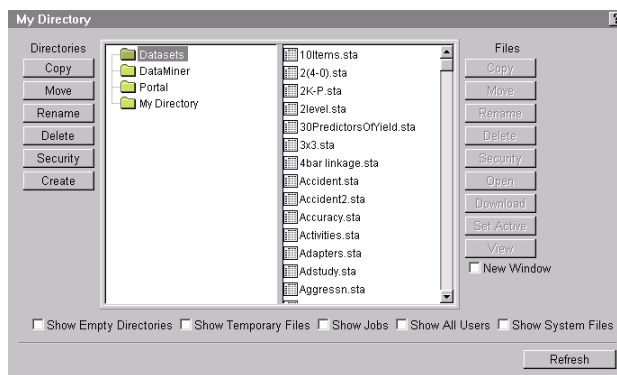 My Directory
Directories
Copy
Move
Rename
Delete
Security
Create
Datasets
DataMiner
Portal
My Directory
10Items.sta
2(4-0).sta
2K-P.sta
2level.sta
30PredictorsOfYield.sta
3x3.sta
4bar linkage.sta
Accident.sta
Accident2.sta
Accuracy.sta
Activities.sta
Adapters.sta
Adstudy.sta
Aggressn.sta
Files
Copy
Move
Rename
Delete
Security
Open
Download
Set Active
View
New Window
Show Empty Directories Show Temporary Files Show Jobs Show All Users Show System Files
Refresh